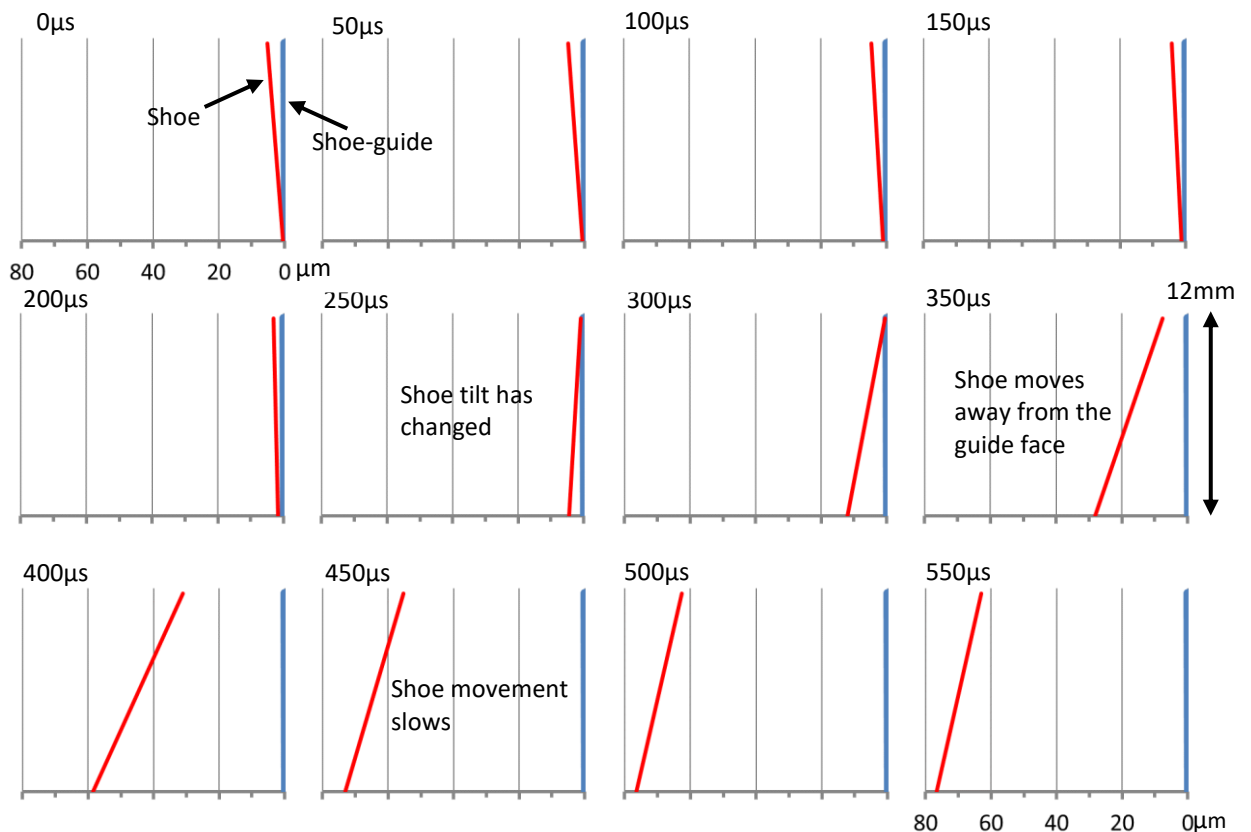 0µs
50µs
100µs
150µs
Shoe
Shoe-guide
80 60 40 20 0 µm
200µs
250µs
300µs
350µs
12mm
Shoe tilt has
changed
Shoe moves
away from the
guide face
400µs
450µs
500µs
550µs
Shoe movement
slows
80 60 40 20 0µm